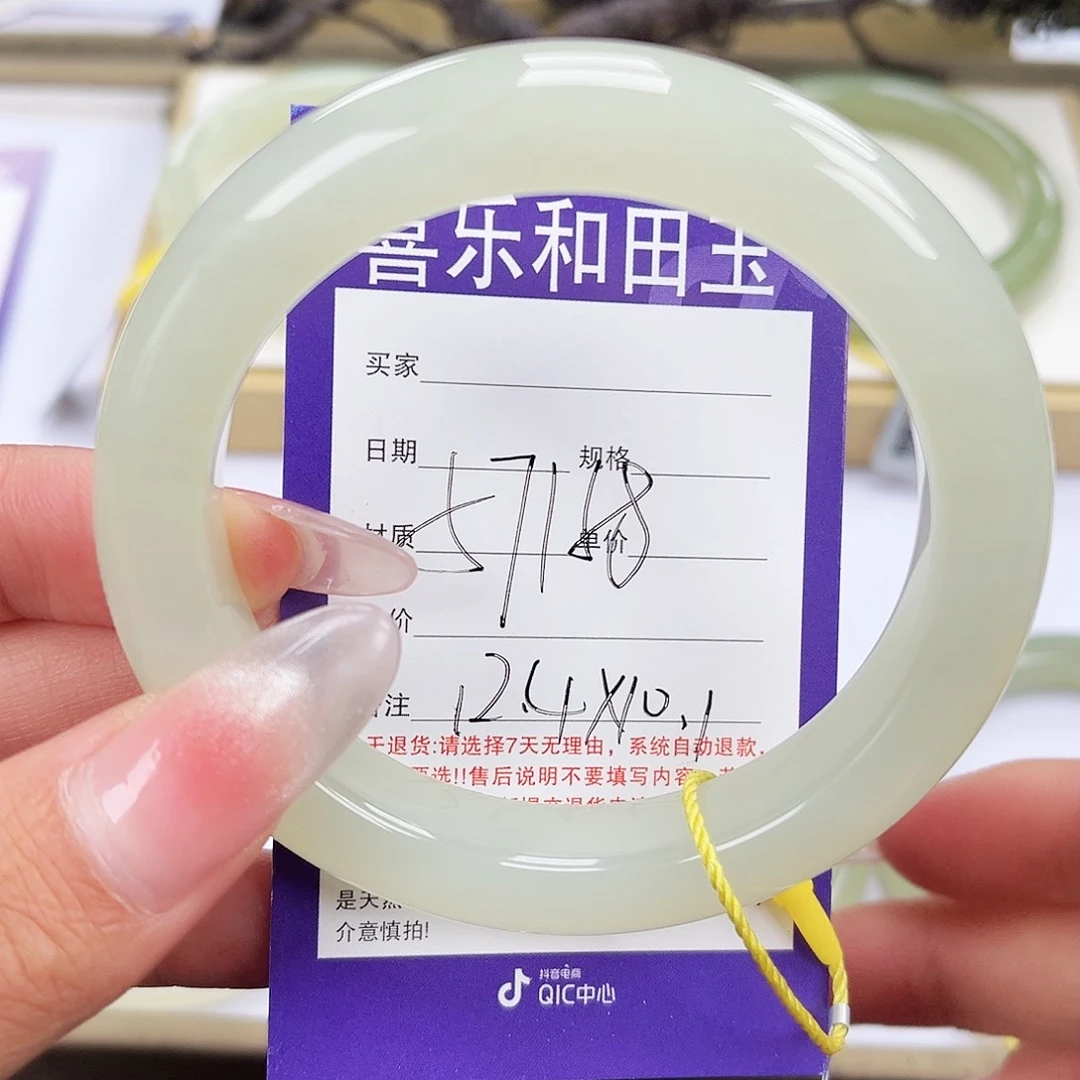 喜乐和田玉
买家
日期 规格
57168
材质 单价
价
注
12.4X10.1
退货:请选择7天无理由，系统自动退款.
选!!售后说明不要填写内容
是天然
介意慎拍!
抖音电商
QIC中心